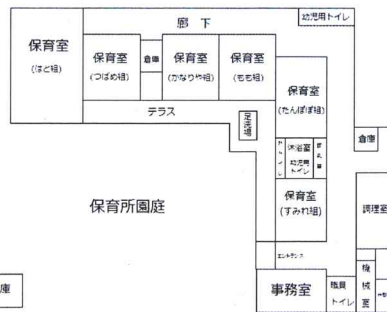 廊 下
幼児用トイレ
保育室
(はと組)
保育室
(つばめ組)
倉庫
保育室
(かなりや組)
保育室
(もも組)
保育室
(たんぽぽ組)
テラス
足洗場
倉庫
沐浴室
幼児用
トイレ
保育室
(すみれ組)
調理室
保育所園庭
エントランス
庫
事務室
職員
トイレ
機械室